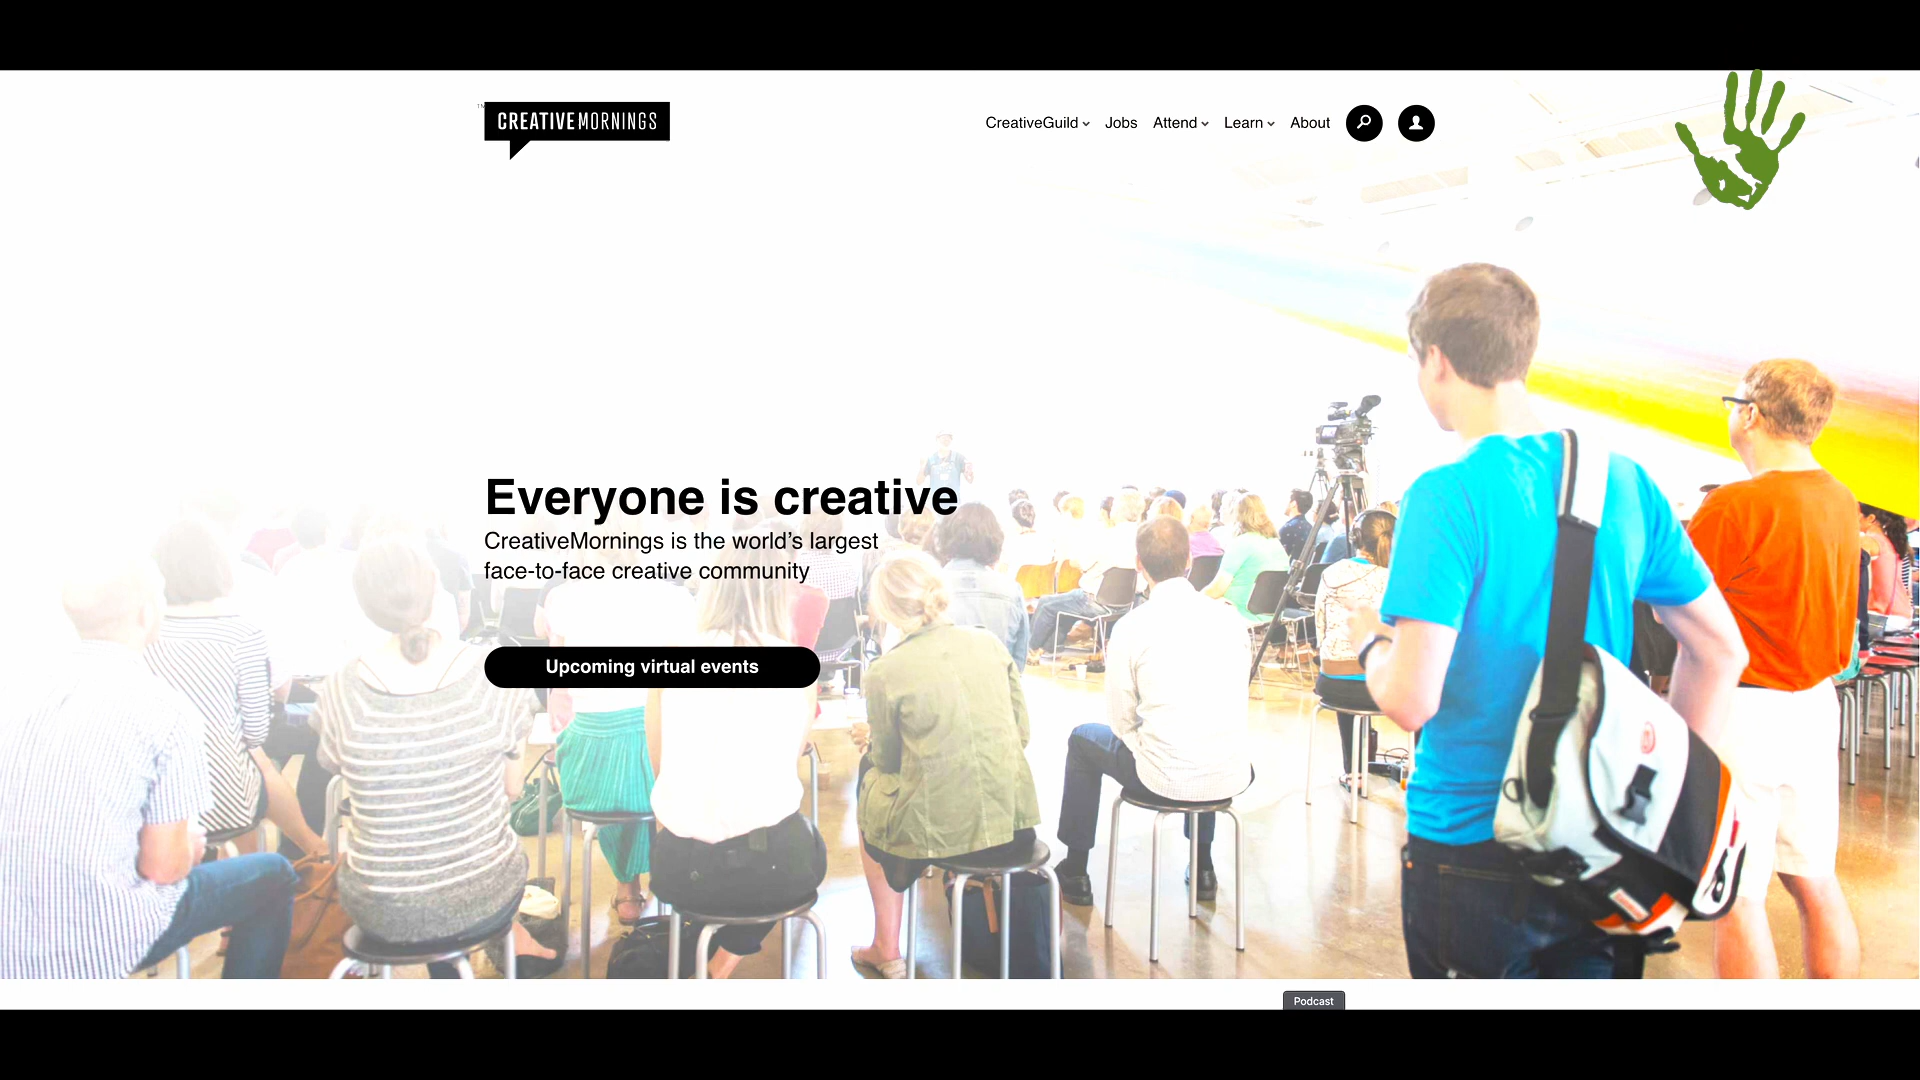 TM
CREATIVEMORNINGS
CreativeGuild
Jobs
Attend
Learn
About
Everyone is creative
CreativeMornings is the world’s largest
face-to-face creative community
Upcoming virtual events
Podcast